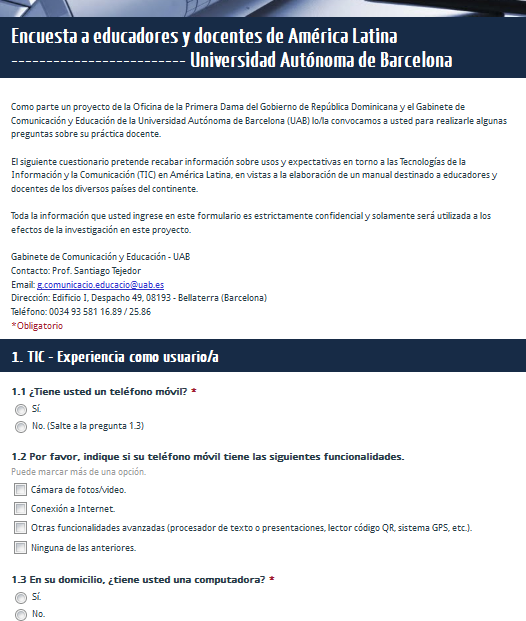 Encuesta a educadores y docentes de América Latina
------------------------- Universidad Autónoma de Barcelona
Como parte un proyecto de la Oficina de la Primera Dama del Gobierno de República Dominicana y el Gabinete de
Comunicación y Educación de la Universidad Autónoma de Barcelona (UAB) lo/la convocamos a usted para realizarle algunas
preguntas sobre su práctica docente.
El siguiente cuestionario pretende recabar información sobre usos y expectativas en torno a las Tecnologías de la
Información y la Comunicación (TIC) en América Latina, en vistas a la elaboración de un manual destinado a educadores y
docentes de los diversos países del continente.
Toda la información que usted ingrese en este formulario es estrictamente confidencial y solamente será utilizada a los
efectos de la investigación en este proyecto.
Gabinete de Comunicación y Educación - UAB
Contacto: Prof. Santiago Tejedor
Email: g.comunicacio.educacio@uab.es
Dirección: Edificio I, Despacho 49, 08193 - Bellaterra (Barcelona)
Teléfono: 0034 93 581 16.89 / 25.86
*Obligatorio
1. TIC - Experiencia como usuario/a
1.1 ¿Tiene usted un teléfono móvil? *
Sí.
No. (Salte a la pregunta 1.3)
1.2 Por favor, indique si su teléfono móvil tiene las siguientes funcionalidades.
Puede marcar más de una opción.
Cámara de fotos/video.
Conexión a Internet.
Otras funcionalidades avanzadas (procesador de texto o presentaciones, lector código QR, sistema GPS, etc.).
Ninguna de las anteriores.
1.3 En su domicilio, ¿tiene usted una computadora? *
Sí.
No.